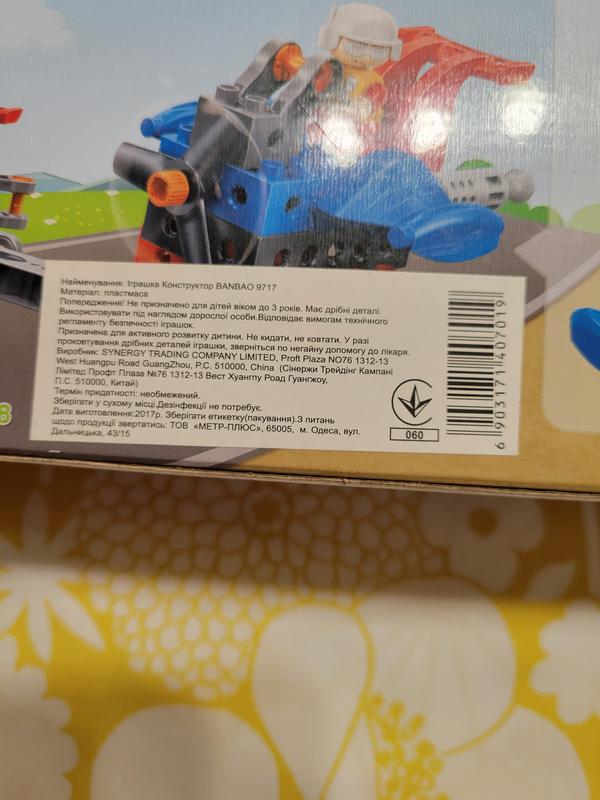 Найменування: Іграшка Конструктор BANBAO 9717
Матеріал: пластмаса
Попередження! Не призначено для дітей віком до 3 років. Має дрібні деталі.
Використовувати під наглядом дорослої особи.Відповідає вимогам технічного
регламенту безпечності іграшок.
Призначена для активного розвитку дитини. Не кидати, не ковтати. У разі
проковтування дрібних деталей іграшки, зверніться по негайну допомогу до лікаря.
Виробник: SYNERGY TRADING COMPANY LIMITED, Proft Plaza NO76 1312-13
West Huangpu Road GuangZhou, P.C. 510000, China (Сінержи Трейдінг Кампані
Лімітед Профт Плаза №76 1312-13 Вест Хуангпу Роад Гуангжоу,
П.С. 510000, Китай)
Термін придатності: необмежений.
Зберігати у сухому місці.Дезінфекції не потребує.
Дата виготовлення:2017р. Зберігати етикетку(пакування).З питань
щодо продукції звертатись: ТОВ «МЕТР-ПЛЮС», 65005, м. Одеса, вул.
Дальницька, 43/15
060
6 903171 407019
8